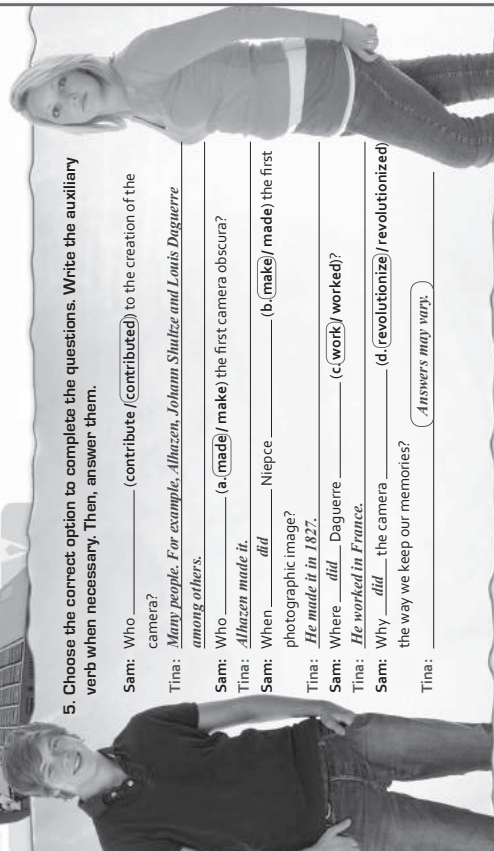 5. Choose the correct option to complete the questions. Write the auxiliary
verb when necessary. Then, answer them.
Sam: Who ________ (contribute / contributed) to the creation of the
camera?
Tina: Many people. For example, Alhazen, Johann Shultze and Louis Daguerre
among others.
Sam: Who ________ (a. made / make) the first camera obscura?
Tina: Alhazen made it.
Sam: When did Niepce ________ (b. make / made) the first
photographic image?
Tina: He made it in 1827.
Sam: Where did Daguerre ________ (c. work / worked)?
Tina: He worked in France.
Sam: Why did the camera ________ (d. revolutionize / revolutionized)
the way we keep our memories?
Tina: Answers may vary.